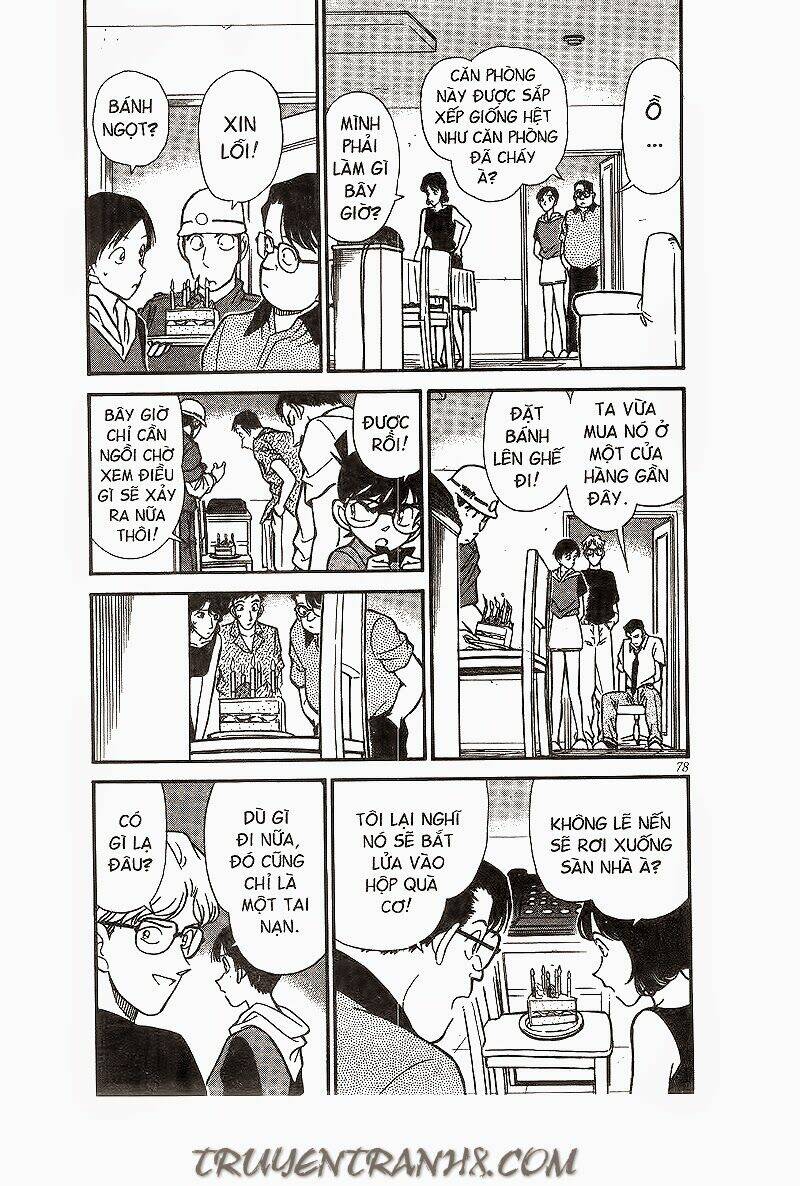 Ồ
...
CĂN PHÒNG
NÀY ĐƯỢC SẮP
XẾP GIỐNG HỆT
NHƯ CĂN PHÒNG
ĐÃ CHÁY
À?
MÌNH
PHẢI
LÀM GÌ
BÂY
GIỜ?
XIN
LỖI!
BÁNH
NGỌT?
TA VỪA
MUA NÓ Ở
MỘT CỬA
HÀNG GẦN
ĐÂY.
ĐẶT
BÁNH
LÊN GHẾ
ĐI!
ĐƯỢC
RỒI!
BÂY GIỜ
CHỈ CẦN
NGỒI CHỜ
XEM ĐIỀU
GÌ SẼ XẢY
RA NỮA
THÔI!
78
KHÔNG LẼ NẾN
SẼ RƠI XUỐNG
SÀN NHÀ À?
TÔI LẠI NGHĨ
NÓ SẼ BẮT
LỬA VÀO
HỘP QUÀ
CƠ!
DÙ GÌ
ĐI NỮA,
ĐÓ CŨNG
CHỈ LÀ
MỘT TAI
NẠN.
CÓ
GÌ LẠ
ĐÂU?
TRUYENTRANH8.COM